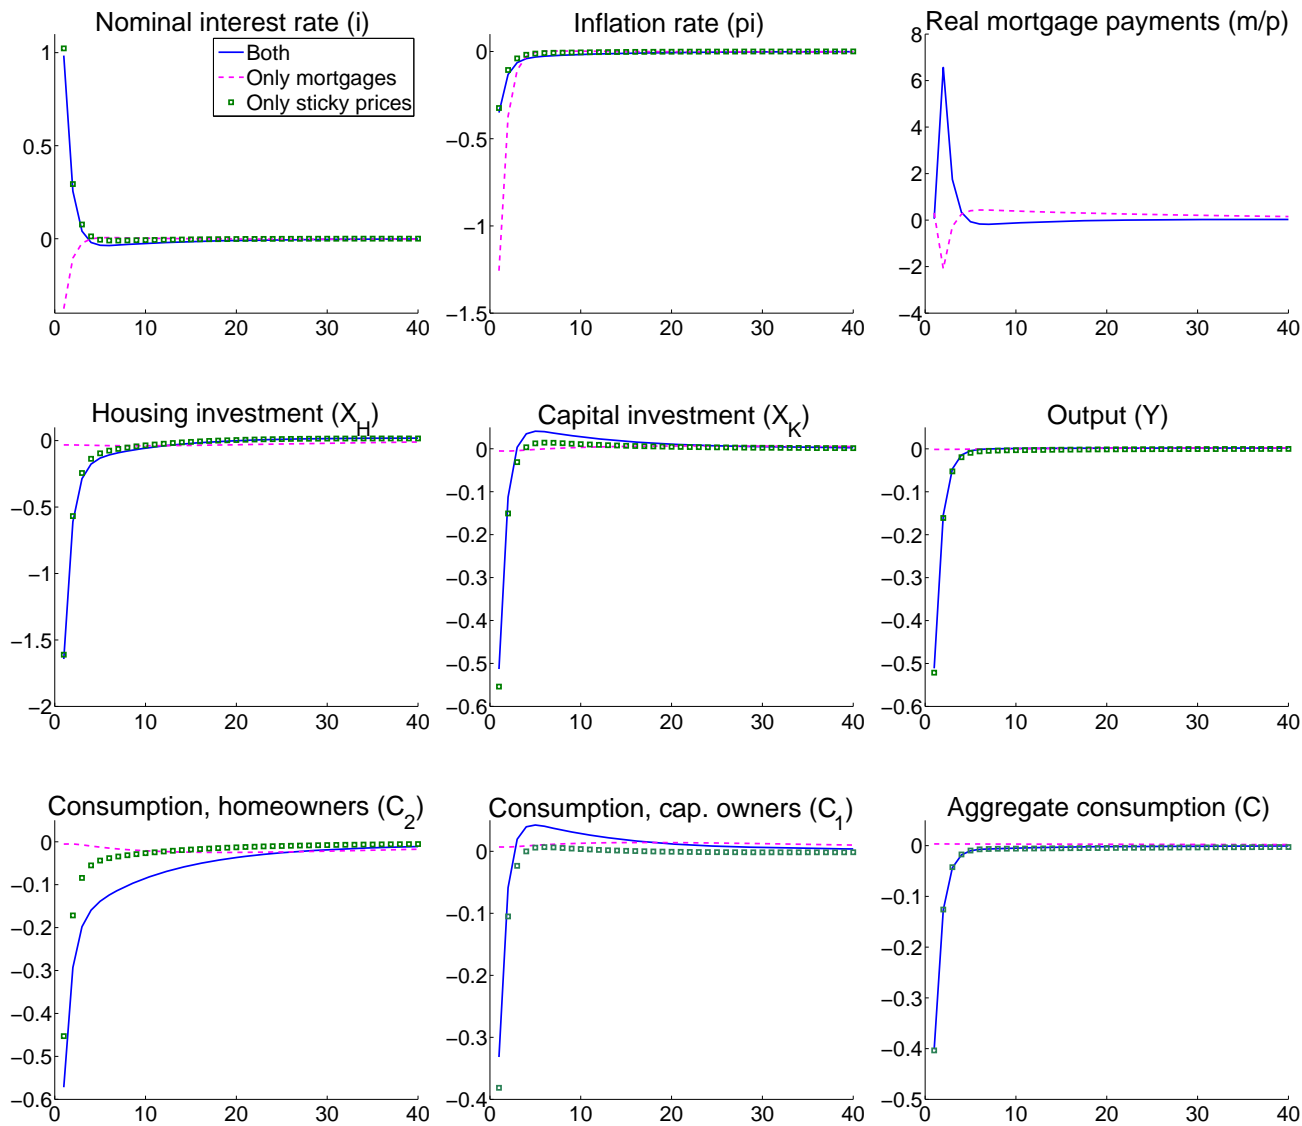 Nominal interest rate (i)
1
0.5
0
0 10 20 30 40
Both
Only mortgages
Only sticky prices
Inflation rate (pi)
0
−0.5
−1
−1.5
0 10 20 30 40
Real mortgage payments (m/p)
8
6
4
2
0
−2
−4
0 10 20 30 40
Housing investment (X_H)
0
−0.5
−1
−1.5
−2
0 10 20 30 40
Capital investment (X_K)
0
−0.1
−0.2
−0.3
−0.4
−0.5
−0.6
0 10 20 30 40
Output (Y)
0
−0.1
−0.2
−0.3
−0.4
−0.5
−0.6
0 10 20 30 40
Consumption, homeowners (C_2)
0
−0.1
−0.2
−0.3
−0.4
−0.5
−0.6
0 10 20 30 40
Consumption, cap. owners (C_1)
0
−0.1
−0.2
−0.3
−0.4
0 10 20 30 40
Aggregate consumption (C)
0
−0.1
−0.2
−0.3
−0.4
−0.5
0 10 20 30 40